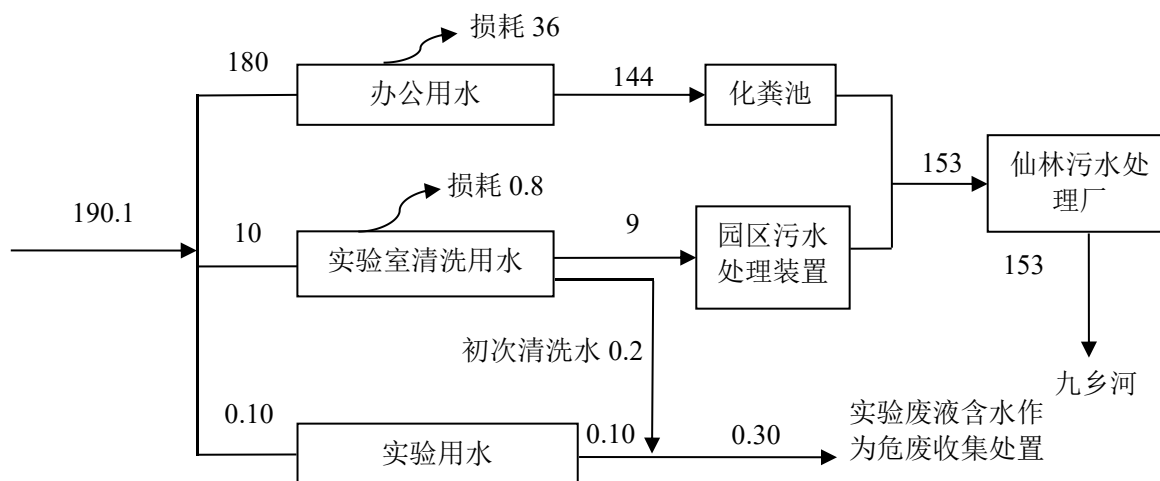 损耗 36
180
办公用水
144
化粪池
153
仙林污水处
理厂
190.1
损耗 0.8
10
实验室清洗用水
9
园区污水
处理装置
153
初次清洗水 0.2
九乡河
0.10
实验用水
0.10
0.30
实验废液含水作
为危废收集处置